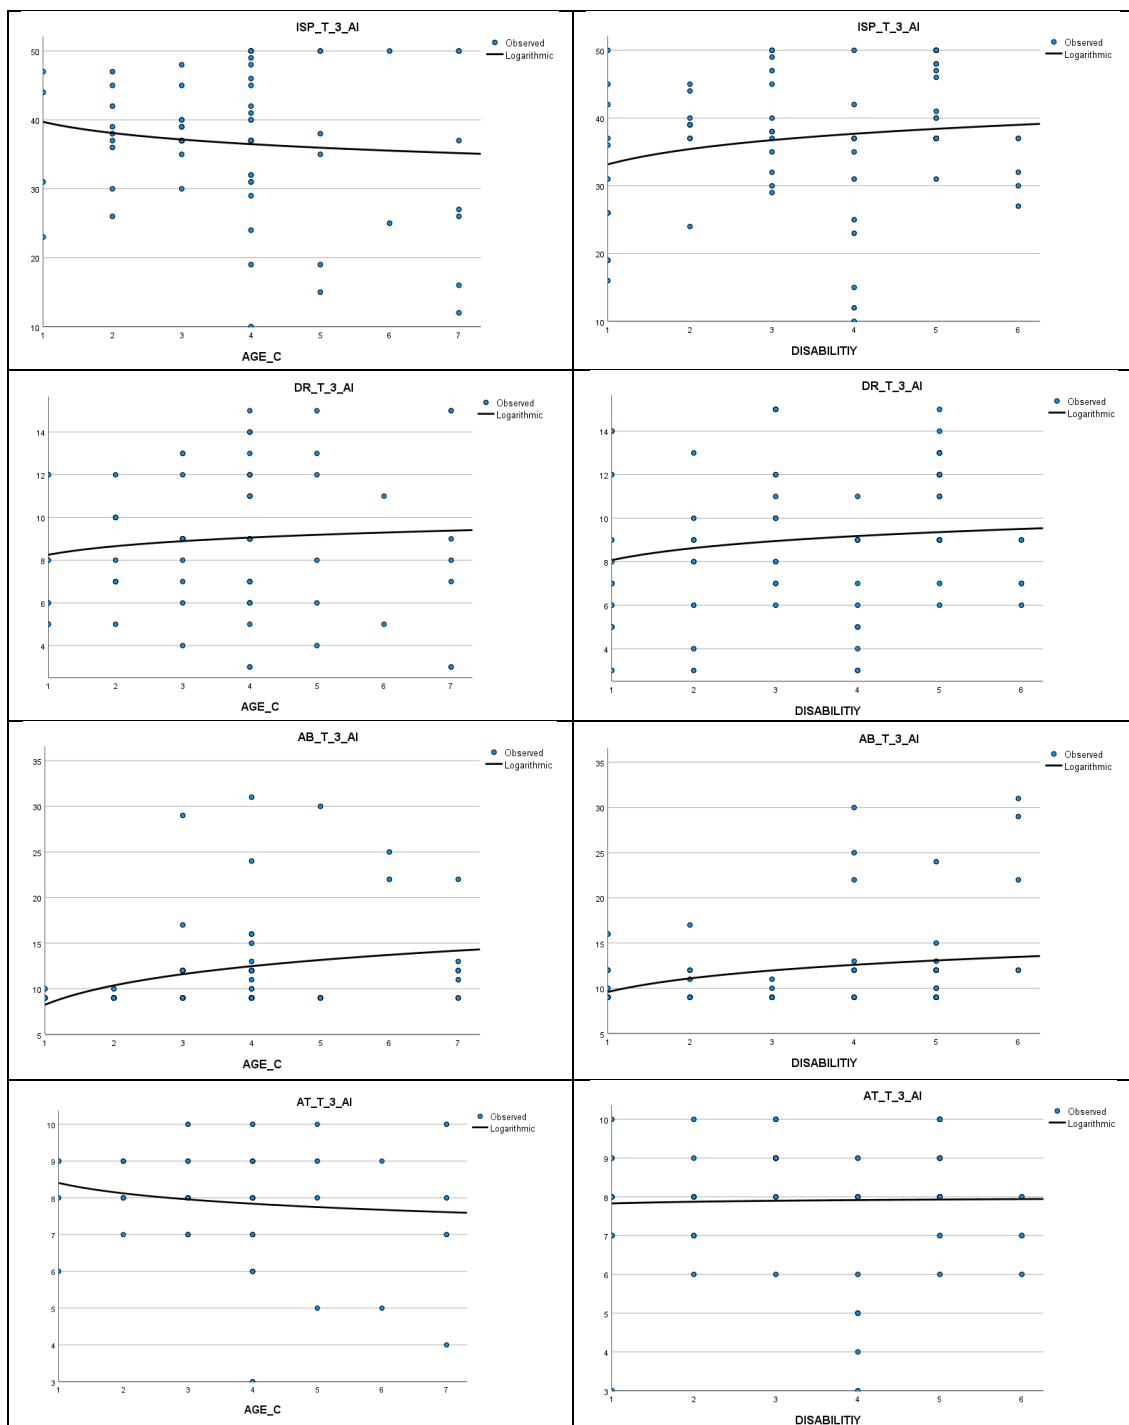 ISP_T_3_AI
Observed
Logarithmic
50
40
30
20
10
1 2 3 4 5 6 7
AGE_C
ISP_T_3_AI
Observed
Logarithmic
50
40
30
20
10
1 2 3 4 5 6
DISABILITIY
DR_T_3_AI
Observed
Logarithmic
14
12
10
8
6
4
1 2 3 4 5 6 7
AGE_C
DR_T_3_AI
Observed
Logarithmic
14
12
10
8
6
4
1 2 3 4 5 6
DISABILITIY
AB_T_3_AI
Observed
Logarithmic
35
30
25
20
15
10
5
1 2 3 4 5 6 7
AGE_C
AB_T_3_AI
Observed
Logarithmic
35
30
25
20
15
10
5
1 2 3 4 5 6
DISABILITIY
AT_T_3_AI
Observed
Logarithmic
10
9
8
7
6
5
4
3
1 2 3 4 5 6 7
AGE_C
AT_T_3_AI
Observed
Logarithmic
10
9
8
7
6
5
4
3
1 2 3 4 5 6
DISABILITIY